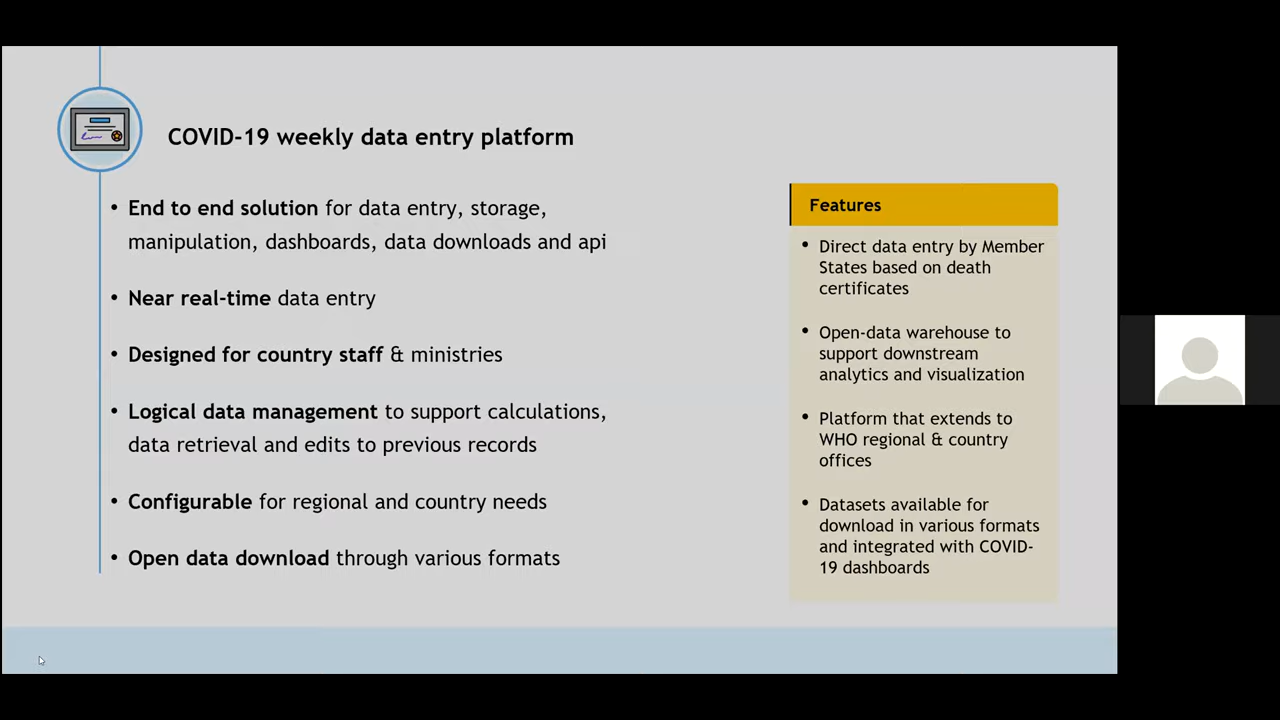 COVID-19 weekly data entry platform
• End to end solution for data entry, storage,
manipulation, dashboards, data downloads and api
• Near real-time data entry
• Designed for country staff & ministries
• Logical data management to support calculations,
data retrieval and edits to previous records
• Configurable for regional and country needs
• Open data download through various formats
Features
• Direct data entry by Member
States based on death
certificates
• Open-data warehouse to
support downstream
analytics and visualization
• Platform that extends to
WHO regional & country
offices
• Datasets available for
download in various formats
and integrated with COVID-
19 dashboards